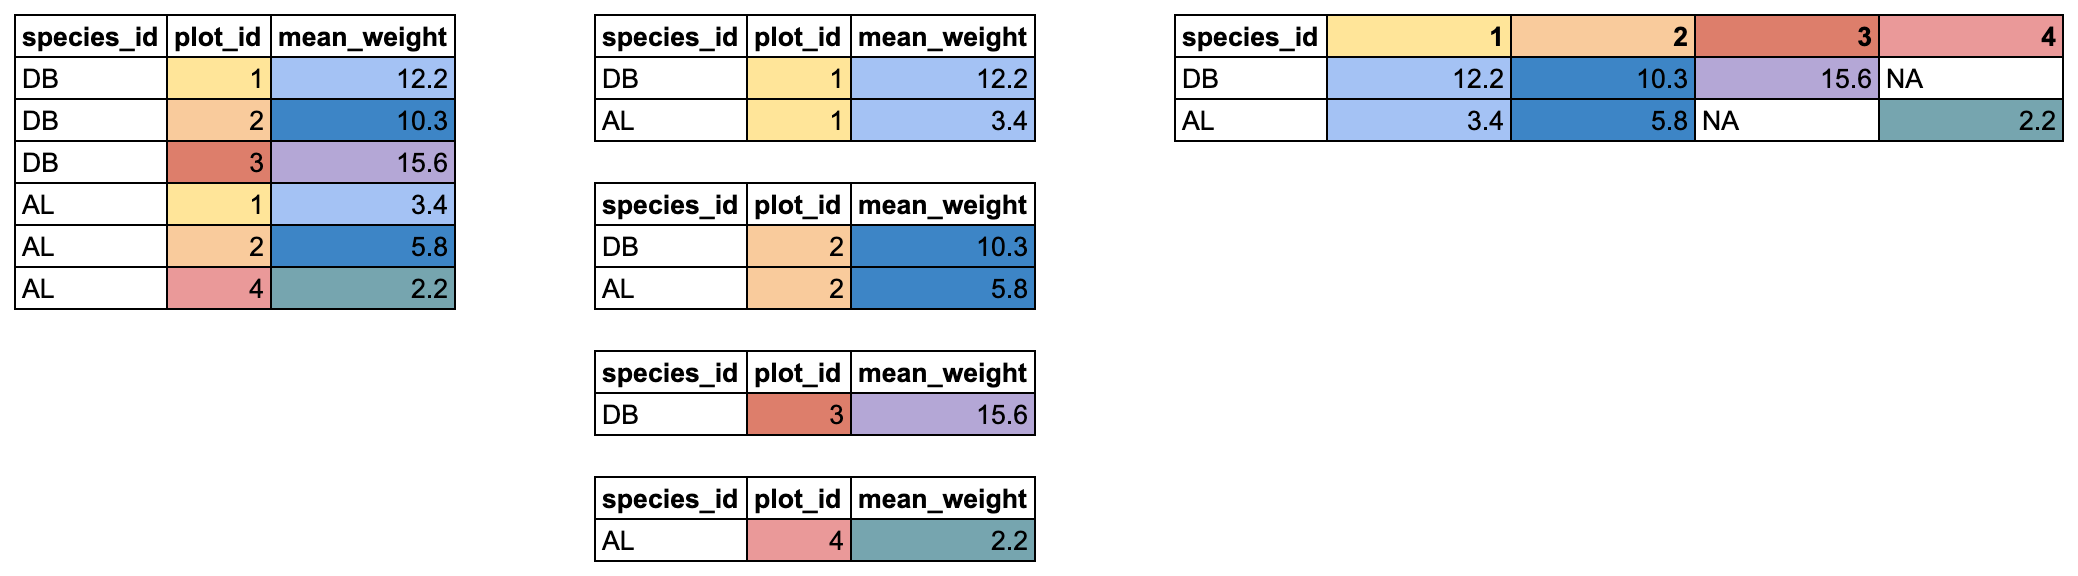 species_id plot_id mean_weight
DB 1 12.2
DB 2 10.3
DB 3 15.6
AL 1 3.4
AL 2 5.8
AL 4 2.2
species_id plot_id mean_weight
DB 1 12.2
AL 1 3.4
species_id plot_id mean_weight
DB 2 10.3
AL 2 5.8
species_id plot_id mean_weight
DB 3 15.6
species_id plot_id mean_weight
AL 4 2.2
species_id 1 2 3 4
DB 12.2 10.3 15.6 NA
AL 3.4 5.8 NA 2.2